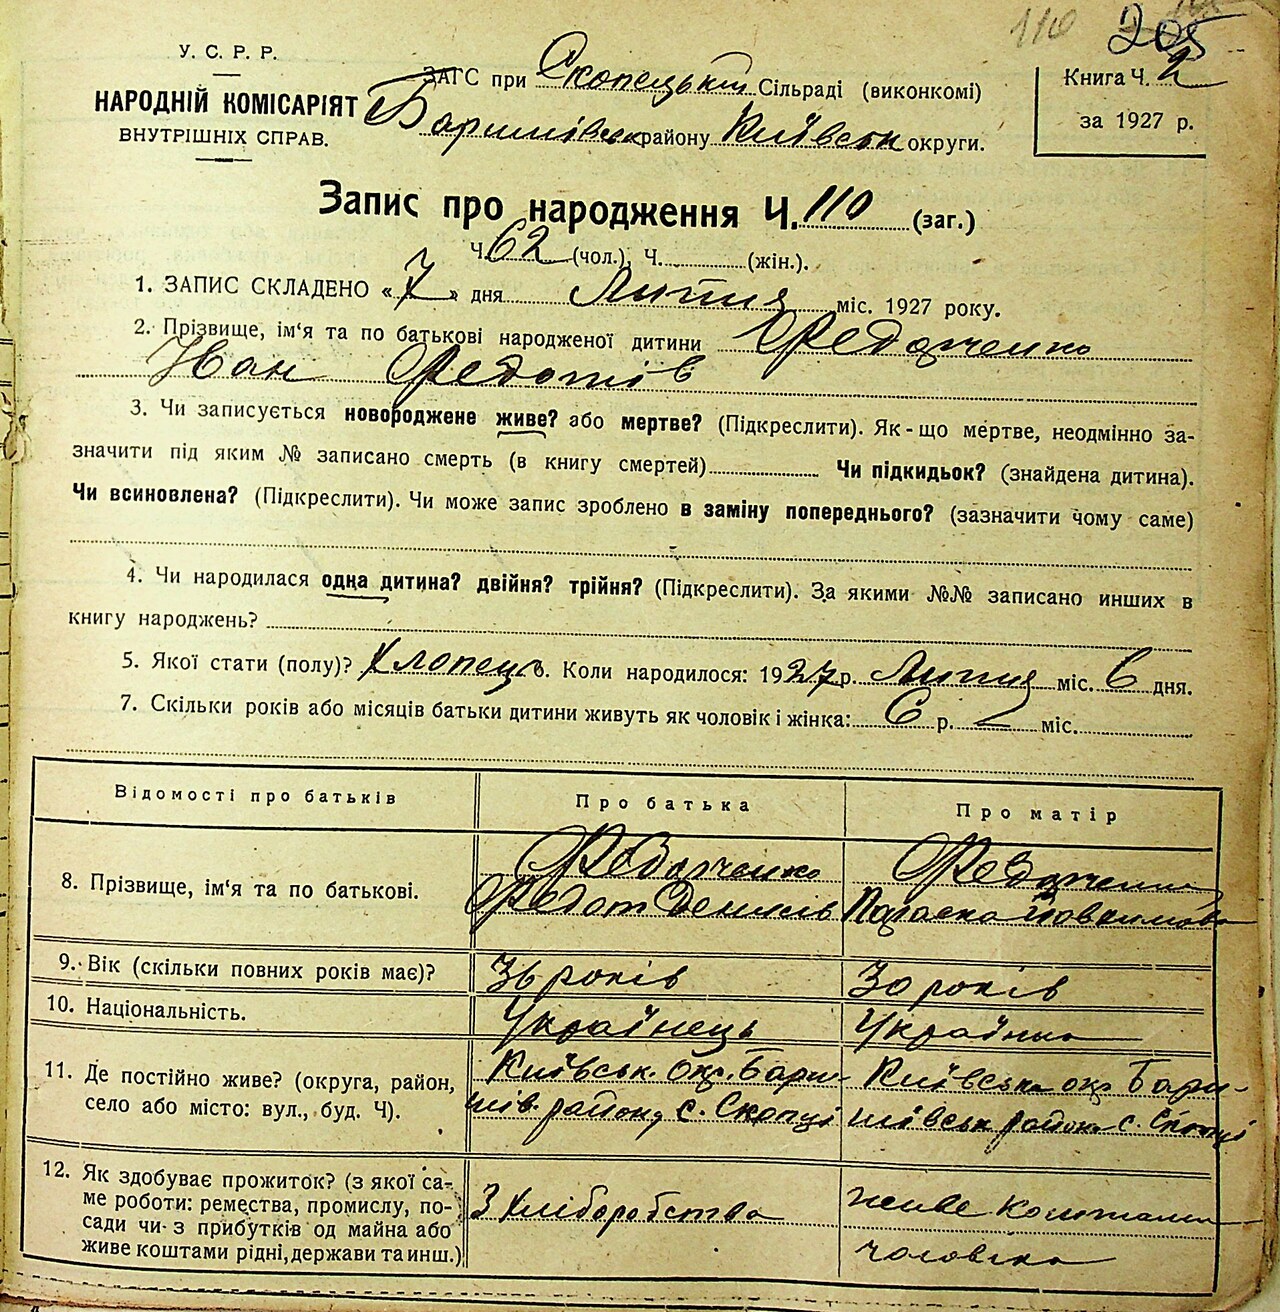 110 205
У. С. Р. Р.
НАРОДНІЙ КОМІСАРІЯТ
ВНУТРІШНІХ СПРАВ.
ЗАГС при Скопецькій Сільраді (виконкомі)
Баришівськ району Київськ округи.
Книга Ч. 2
за 1927 р.
Запис про народження Ч. 110 (заг.)
Ч. 62 (чол.), Ч. (жін.).
1. ЗАПИС СКЛАДЕНО « 7 » дня Липня міс. 1927 року.
2. Прізвище, ім‘я та по батькові народженої дитини Федорченко
Іван Федотів
3. Чи записується новороджене живе? або мертве? (Підкреслити). Як-що мертве, неодмінно за-
значити під яким № записано смерть (в книгу смертей) Чи підкидьок? (знайдена дитина).
Чи всиновлена? (Підкреслити). Чи може запис зроблено в заміну попереднього? (зазначити чому саме)
4. Чи народилася одна дитина? двійня? трійня? (Підкреслити). За якими №№ записано инших в
книгу народжень?
5. Якої стати (полу)? Хлопець 6. Коли народилося: 1927 р. Липня міс. 6 дня.
7. Скільки років або місяців батьки дитини живуть як чоловік і жінка: 6 р. 2 міс.
Відомості про батьків Про батька Про матір
8. Прізвище, ім‘я та по батькові. Федорченко Федот Денисів Федорченко Параска
9. Вік (скільки повних років має)? 36 років 30 років
10. Національність. Українець Українка
11. Де постійно живе? (округа, район,
село або місто: вул., буд. Ч). Київськ. окр. Бариш
шів. району с. Скопці Київськ окр Бари-
шівськ району с. Скопці
12. Як здобуває прожиток? (з якої са-
ме роботи: ремества, промислу, по-
сади чи з прибутків од майна або
живе коштами рідні, держави та инш.)
З хліборобства
живе коштами
чоловіка